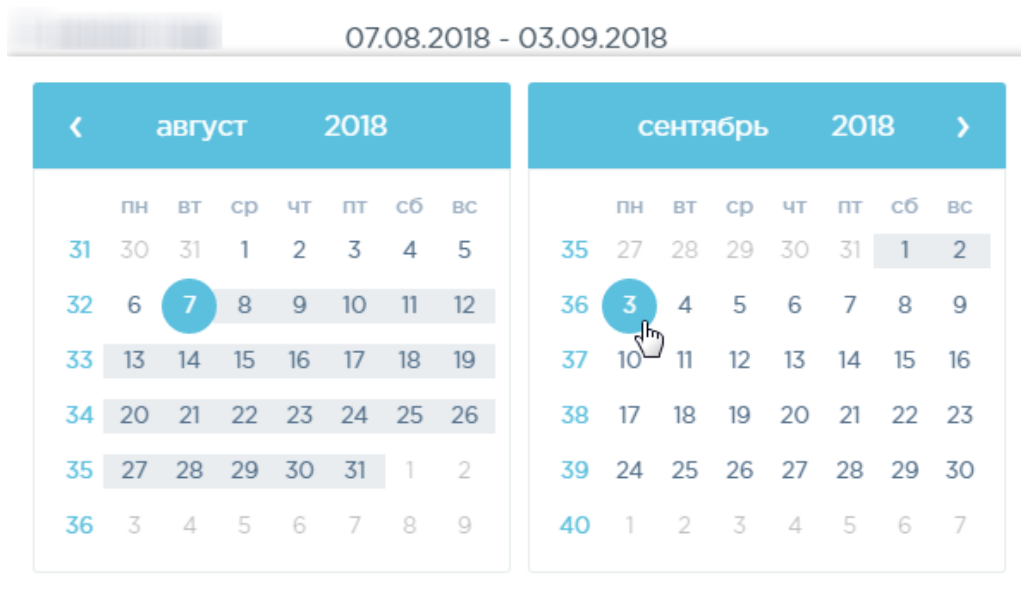 07.08.2018 - 03.09.2018
август 2018
пн вт ср чт пт сб вс
31 30 31 1 2 3 4 5
32 6 7 8 9 10 11 12
33 13 14 15 16 17 18 19
34 20 21 22 23 24 25 26
35 27 28 29 30 31 1 2
36 3 4 5 6 7 8 9
сентябрь 2018
пн вт ср чт пт сб вс
35 27 28 29 30 31 1 2
36 3 4 5 6 7 8 9
37 10 11 12 13 14 15 16
38 17 18 19 20 21 22 23
39 24 25 26 27 28 29 30
40 1 2 3 4 5 6 7